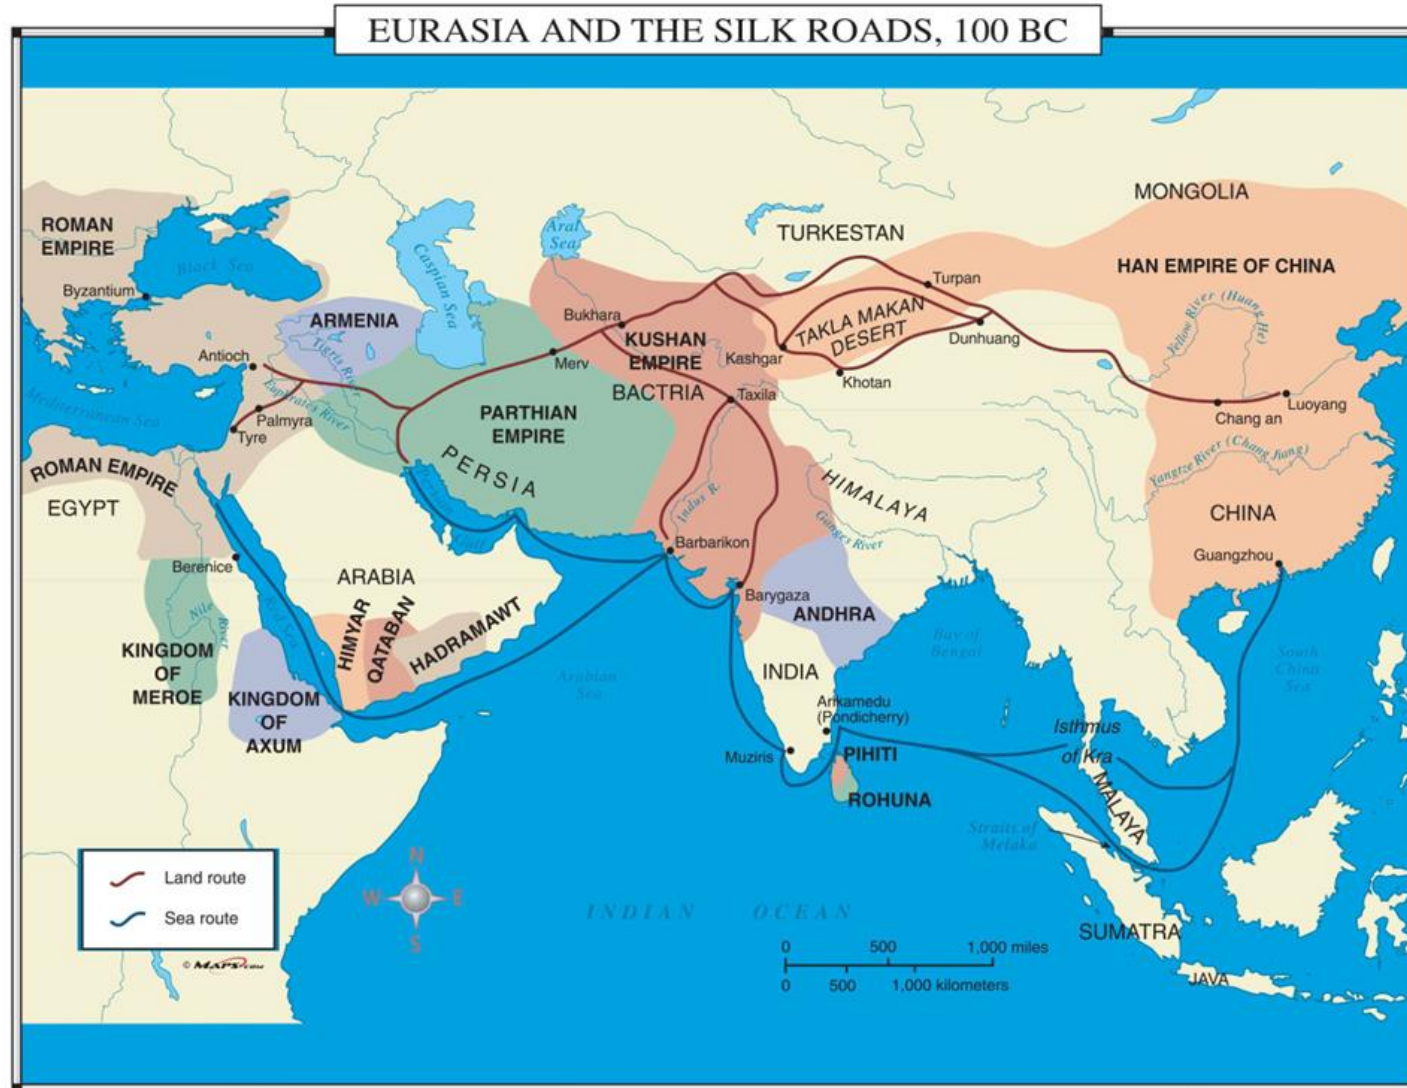 EURASIA AND THE SILK ROADS, 100 BC
MONGOLIA
ROMAN
EMPIRE
Aral
Sea
TURKESTAN
Black Sea
Caspian Sea
HAN EMPIRE OF CHINA
Byzantium
Turpan
ARMENIA
Bukhara
TAKLA MAKAN
DESERT
Yellow River (Huang He)
KUSHAN
EMPIRE
Dunhuang
Tigris River
Antioch
Merv
Kashgar
Khotan
Euphrates River
BACTRIA
Taxila
Mediterranean Sea
Palmyra
PARTHIAN
EMPIRE
Chang an
Luoyang
Tyre
Yangtze River (Chang Jiang)
ROMAN EMPIRE
PERSIA
HIMALAYA
EGYPT
Persian
Gulf
Indus R.
Ganges River
CHINA
Barbarikon
Guangzhou
Berenice
ARABIA
Barygaza
Nile
River
Red Sea
HIMYAR
QATABAN
HADRAMAWT
ANDHRA
Bay of
Bengal
KINGDOM
OF
MEROE
Arabian
Sea
INDIA
South
China
Sea
KINGDOM
OF
AXUM
Arikamedu
(Pondicherry)
Isthmus
of Kra
Muziris
PIHITI
ROHUNA
MALAYA
Straits of
Melaka
N
W
E
S
Land route
Sea route
INDIAN OCEAN
SUMATRA
0 500 1,000 miles
0 500 1,000 kilometers
© MAPS.com
JAVA